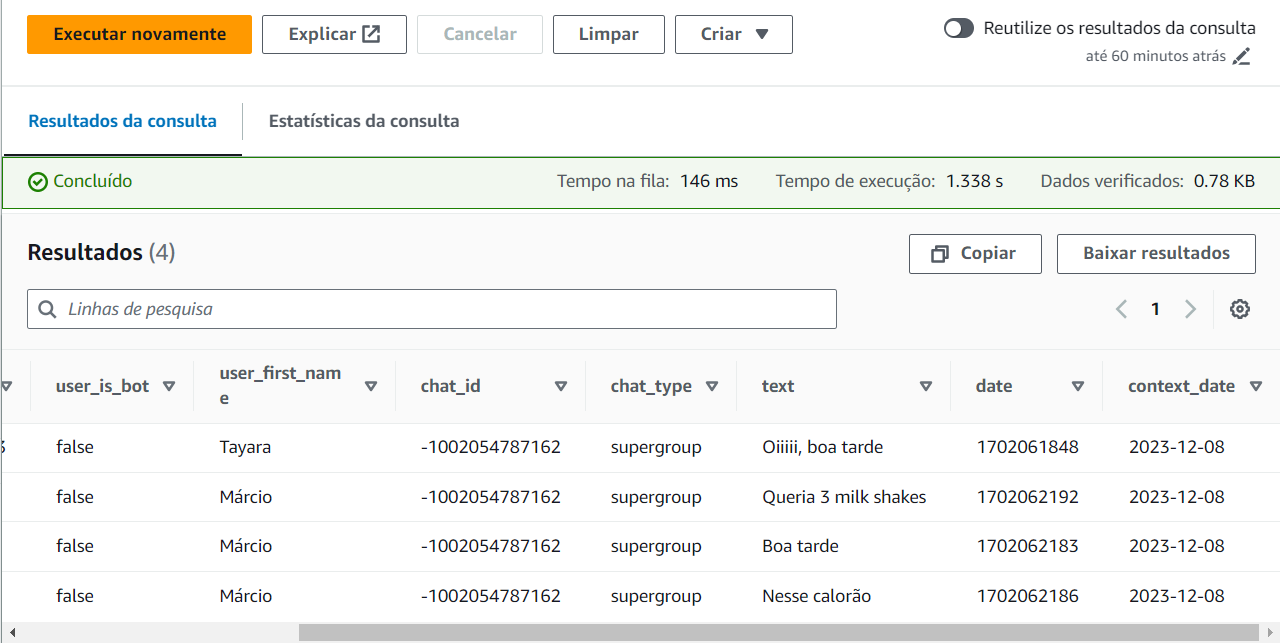 Executar novamente Explicar Cancelar Limpar Criar Reutilize os resultados da consulta
até 60 minutos atrás
Resultados da consulta Estatísticas da consulta
Concluído Tempo na fila: 146 ms Tempo de execução: 1.338 s Dados verificados: 0.78 KB
Resultados (4) Copiar Baixar resultados
Linhas de pesquisa 1
user_is_bot user_first_nam
e chat_id chat_type text date context_date
false Tayara -1002054787162 supergroup Oiiiii, boa tarde 1702061848 2023-12-08
false Márcio -1002054787162 supergroup Queria 3 milk shakes 1702062192 2023-12-08
false Márcio -1002054787162 supergroup Boa tarde 1702062183 2023-12-08
false Márcio -1002054787162 supergroup Nesse calorão 1702062186 2023-12-08